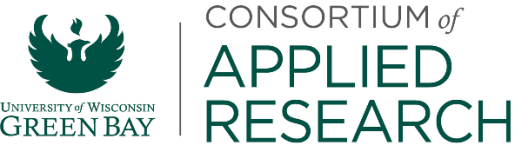 UNIVERSITY of WISCONSIN
GREEN BAY
CONSORTIUM of
APPLIED
RESEARCH